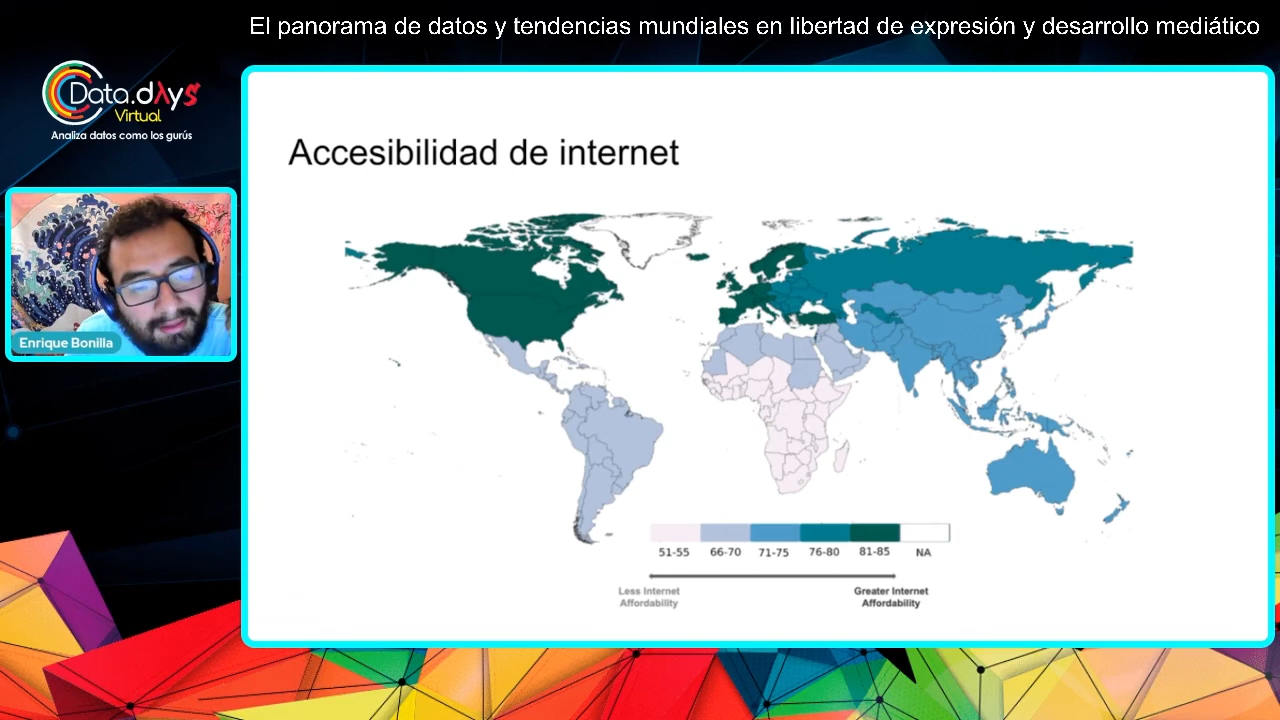 El panorama de datos y tendencias mundiales en libertad de expresión y desarrollo mediático
Data.dAys
Virtual
Analiza datos como los gurús
Accesibilidad de internet
Enrique Bonilla
51-55 66-70 71-75 76-80 81-85 NA
Less Internet Affordability
Greater Internet Affordability